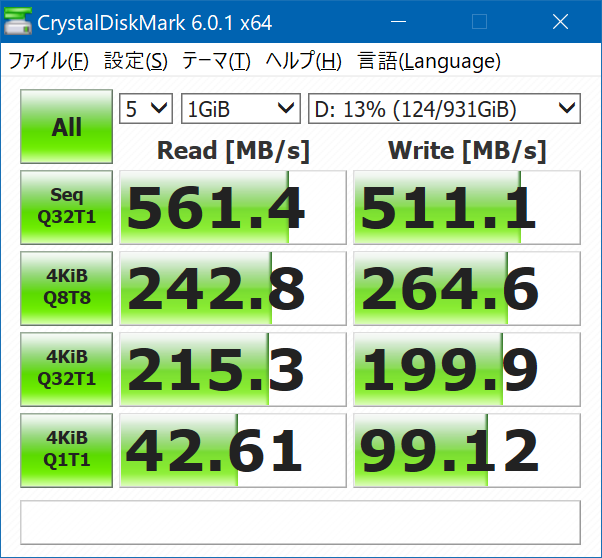 CrystalDiskMark 6.0.1 x64
ファイル(F) 設定(S) テーマ(T) ヘルプ(H) 言語(Language)
All 5 1GiB D: 13% (124/931GiB)
Read [MB/s] Write [MB/s]
Seq
Q32T1 561.4 511.1
4KiB
Q8T8 242.8 264.6
4KiB
Q32T1 215.3 199.9
4KiB
Q1T1 42.61 99.12